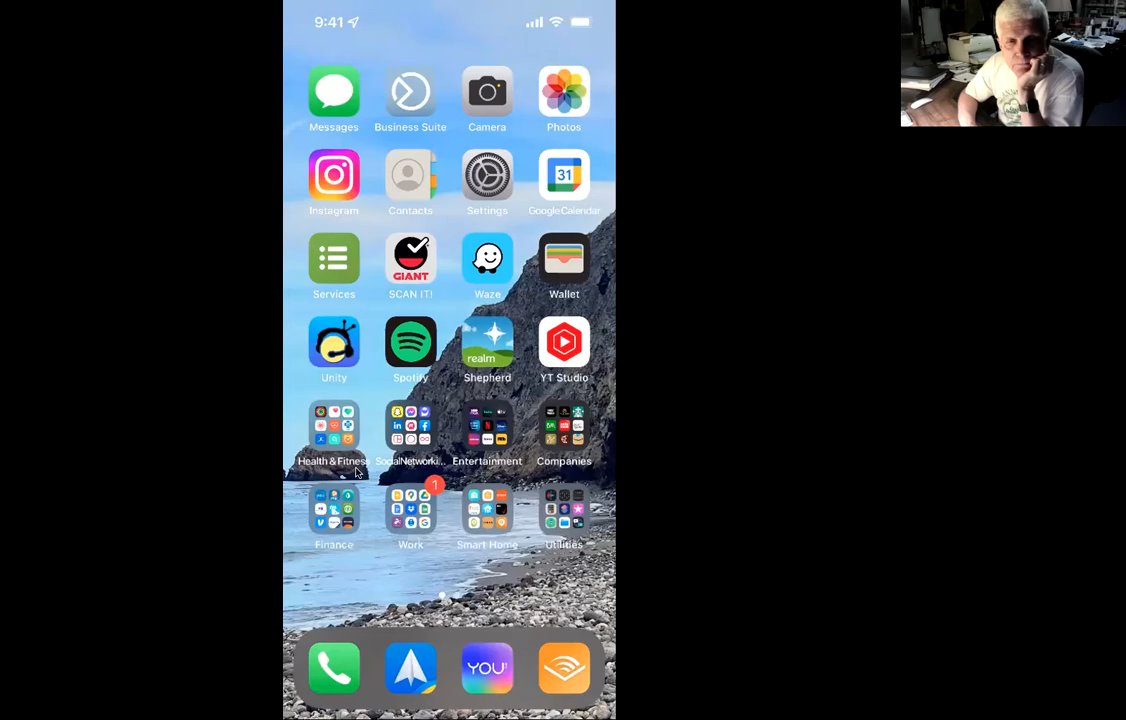 9:41
Messages
Business Suite
Camera
Photos
Instagram
Contacts
31
Settings
Google Calendar
GIANT
Services
SCAN IT!
Waze
Wallet
realm
Unity
Spotify
Shepherd
YT Studio
Health & Fitness
SocialNetworki...
Entertainment
Companies
1
Finance
Work
Smart Home
Utilities
YOU